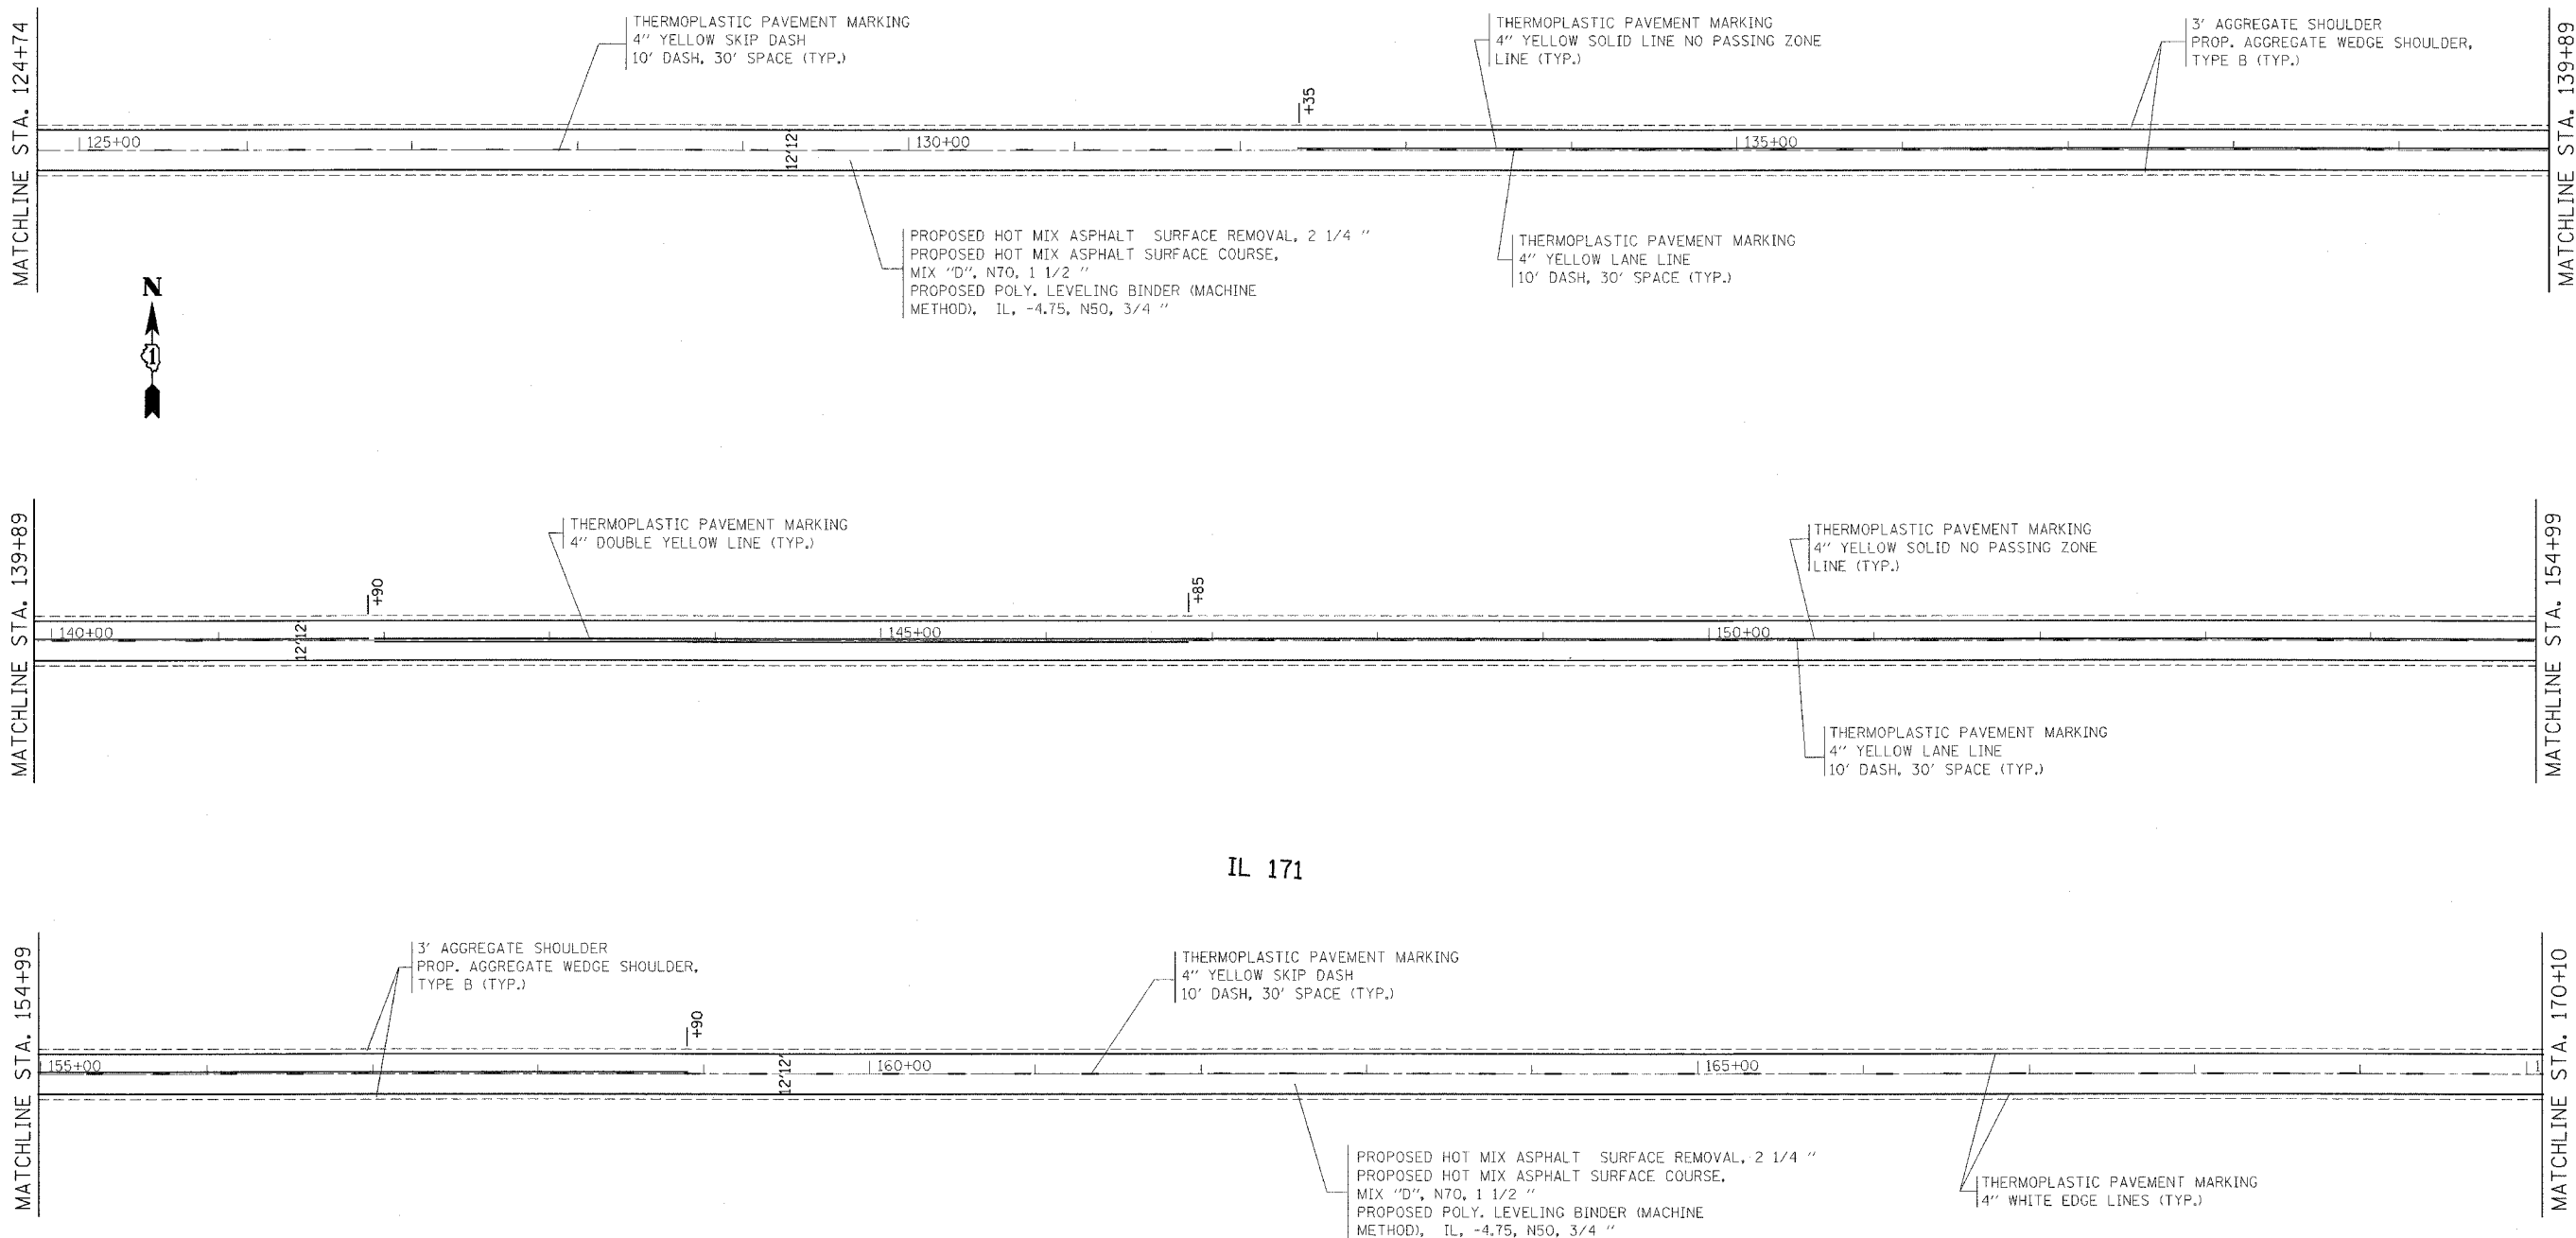 MATCHLINE STA. 124+74
THERMOPLASTIC PAVEMENT MARKING
4" YELLOW SKIP DASH
10' DASH, 30' SPACE (TYP.)
THERMOPLASTIC PAVEMENT MARKING
4" YELLOW SOLID LINE NO PASSING ZONE
LINE (TYP.)
3' AGGREGATE SHOULDER
PROP. AGGREGATE WEDGE SHOULDER,
TYPE B (TYP.)
MATCHLINE STA. 139+89
+35
125+00
12'12'
130+00
135+00
PROPOSED HOT MIX ASPHALT SURFACE REMOVAL, 2 1/4 "
PROPOSED HOT MIX ASPHALT SURFACE COURSE,
MIX "D", N70, 1 1/2 "
PROPOSED POLY. LEVELING BINDER (MACHINE
METHOD), IL, -4.75, N50, 3/4 "
THERMOPLASTIC PAVEMENT MARKING
4" YELLOW LANE LINE
10' DASH, 30' SPACE (TYP.)
N
1
MATCHLINE STA. 139+89
THERMOPLASTIC PAVEMENT MARKING
4" DOUBLE YELLOW LINE (TYP.)
THERMOPLASTIC PAVEMENT MARKING
4" YELLOW SOLID NO PASSING ZONE
LINE (TYP.)
MATCHLINE STA. 154+99
+90
+85
140+00
12'12'
145+00
150+00
THERMOPLASTIC PAVEMENT MARKING
4" YELLOW LANE LINE
10' DASH, 30' SPACE (TYP.)
IL 171
MATCHLINE STA. 154+99
3' AGGREGATE SHOULDER
PROP. AGGREGATE WEDGE SHOULDER,
TYPE B (TYP.)
THERMOPLASTIC PAVEMENT MARKING
4" YELLOW SKIP DASH
10' DASH, 30' SPACE (TYP.)
MATCHLINE STA. 170+10
+90
155+00
12'12'
160+00
165+00
1
PROPOSED HOT MIX ASPHALT SURFACE REMOVAL, 2 1/4 "
PROPOSED HOT MIX ASPHALT SURFACE COURSE,
MIX "D", N70, 1 1/2 "
PROPOSED POLY. LEVELING BINDER (MACHINE
METHOD), IL, -4.75, N50, 3/4 "
THERMOPLASTIC PAVEMENT MARKING
4" WHITE EDGE LINES (TYP.)